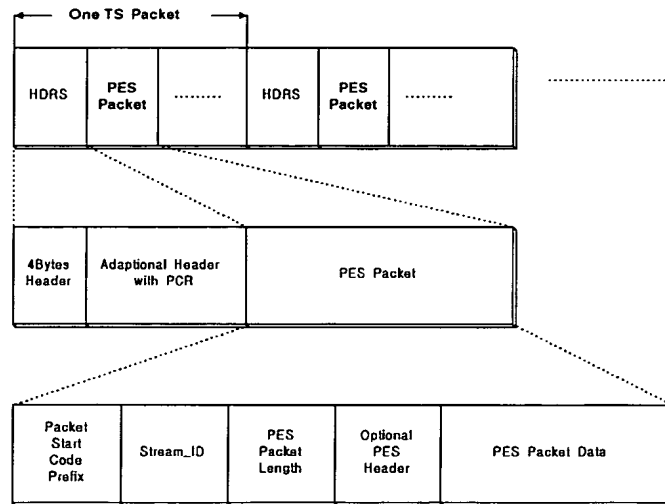 One TS Packet
HDRS
PES
Packet
.........
HDRS
PES
Packet
........
4Bytes
Header
Adaptional Header
with PCR
PES Packet
Packet
Start
Code
Prefix
Stream_ID
PES
Packet
Length
Optional
PES
Header
PES Packet Data